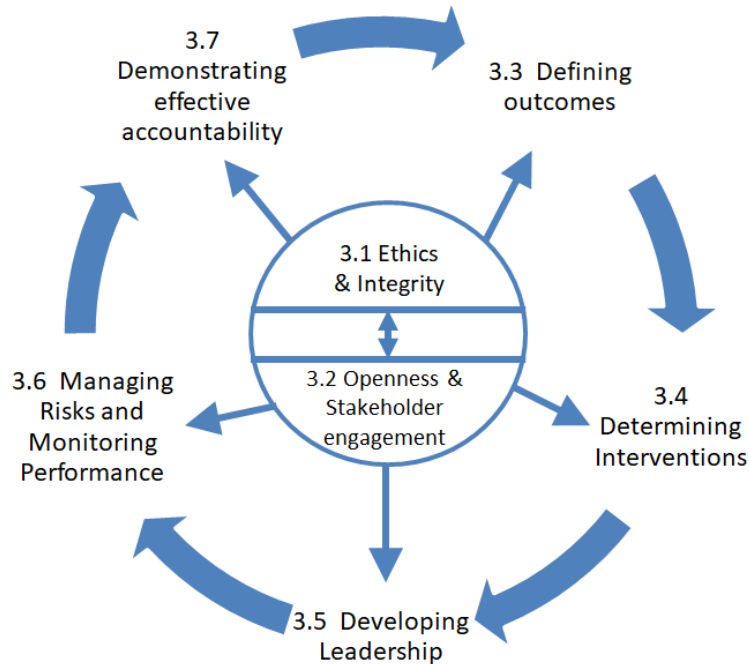 3.7
Demonstrating
effective
accountability
3.3 Defining
outcomes
3.1 Ethics
& Integrity
3.2 Openness &
Stakeholder
engagement
3.4
Determining
Interventions
3.6 Managing
Risks and
Monitoring
Performance
3.5 Developing
Leadership